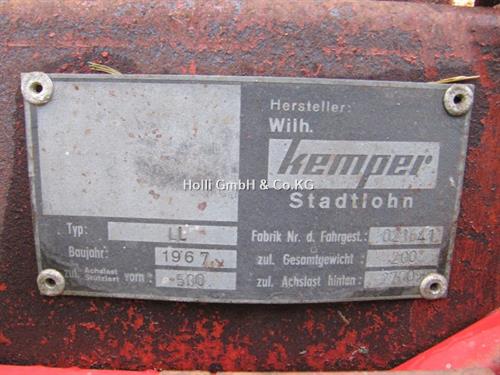 Hersteller:
Wilh.
kemper
Stadtlohn
Holli GmbH & Co.KG
Typ: LL
Baujahr: 1967
zul. Achslast Stützlast vorn: 500
Fabrik Nr. d. Fahrgest.
zul. Gesamtgewicht:
zul. Achslast hinten: